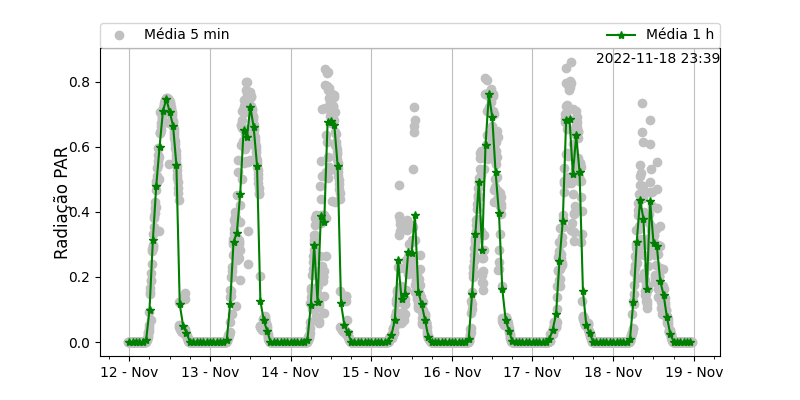 Média 5 min
Média 1 h
2022-11-18 23:39
Radiação PAR
0.8
0.6
0.4
0.2
0.0
12 - Nov
13 - Nov
14 - Nov
15 - Nov
16 - Nov
17 - Nov
18 - Nov
19 - Nov